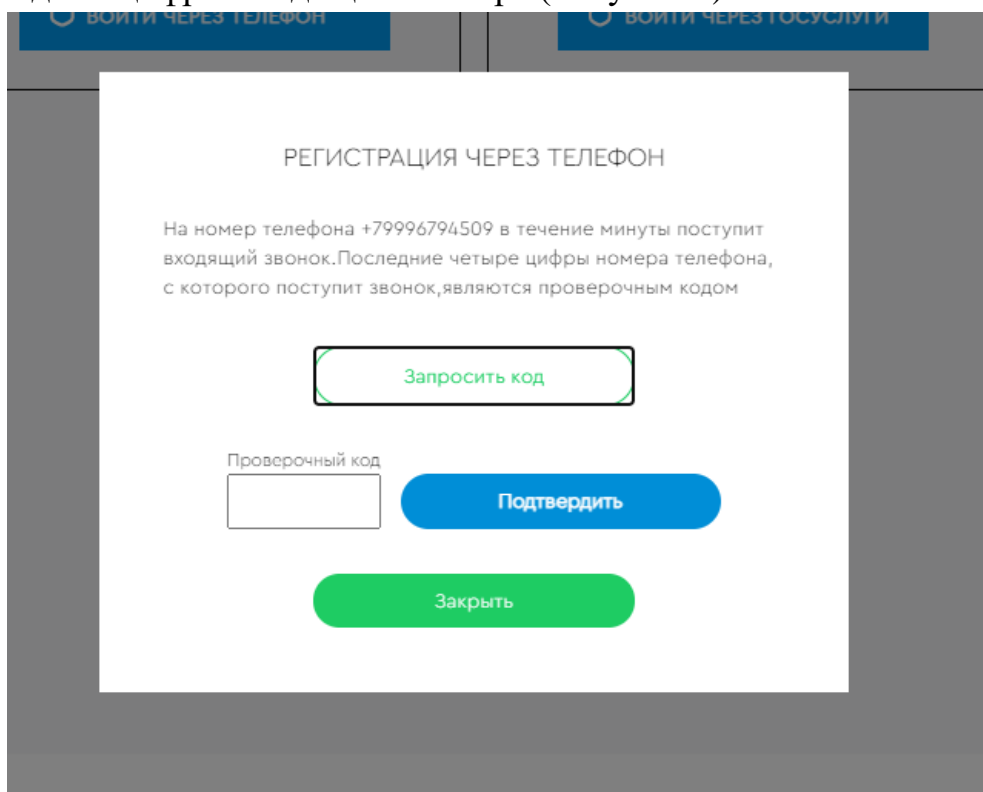 ВОЙТИ ЧЕРЕЗ ТЕЛЕФОН
ВОЙТИ ЧЕРЕЗ ГОСУСЛУГИ
РЕГИСТРАЦИЯ ЧЕРЕЗ ТЕЛЕФОН
На номер телефона +79996794509 в течение минуты поступит
входящий звонок.Последние четыре цифры номера телефона,
с которого поступит звонок,являются проверочным кодом
Запросить код
Проверочный код
Подтвердить
Закрыть